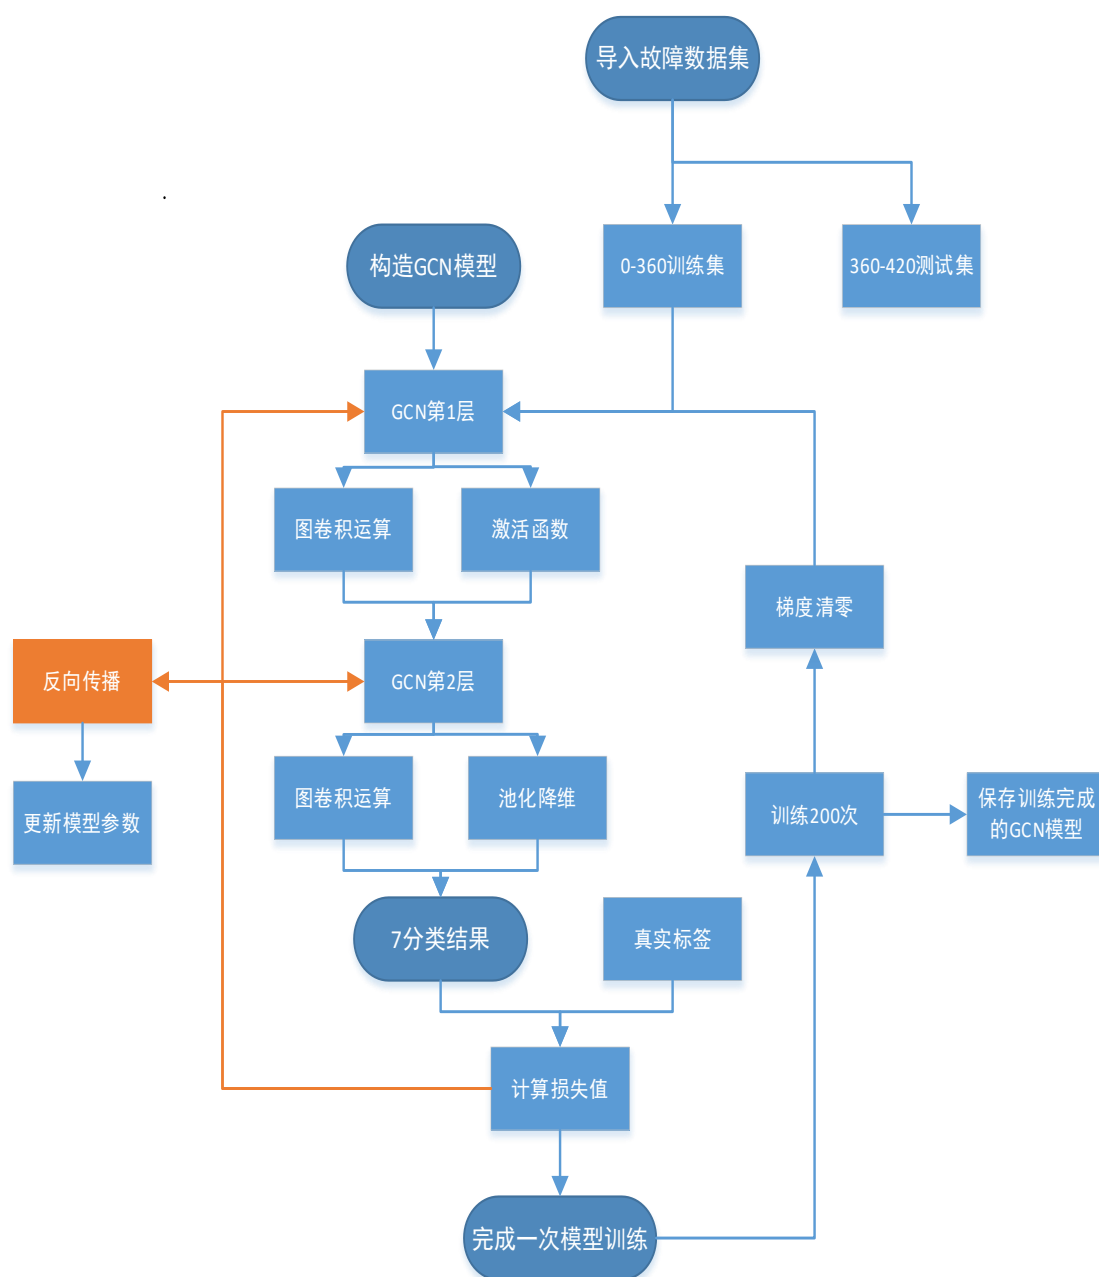 导入故障数据集
构造GCN模型
0-360训练集
360-420测试集
GCN第1层
图卷积运算
激活函数
梯度清零
反向传播
GCN第2层
更新模型参数
图卷积运算
池化降维
训练200次
保存训练完成
的GCN模型
7分类结果
真实标签
计算损失值
完成一次模型训练